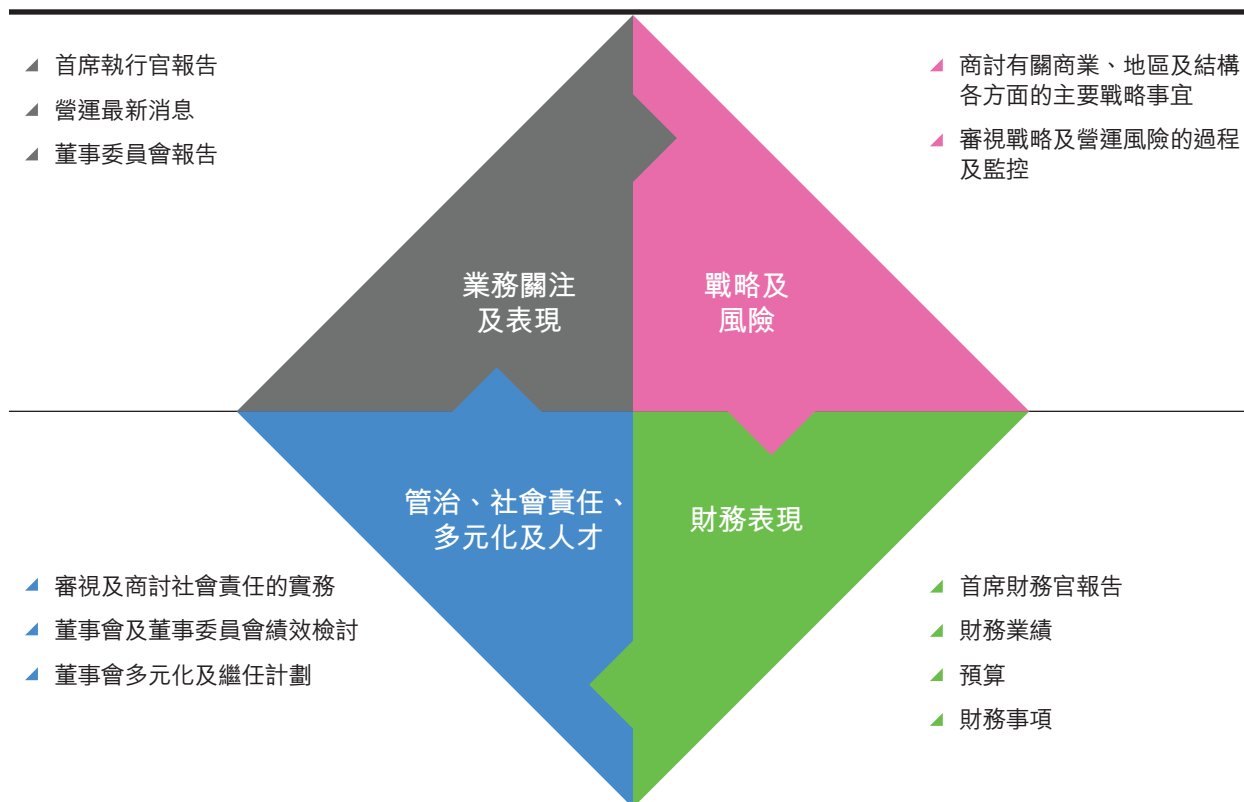 首席執行官報告
營運最新消息
董事委員會報告
商討有關商業、地區及結構
各方面的主要戰略事宜
審視戰略及營運風險的過程
及監控
業務關注
及表現
戰略及
風險
管治、社會責任、
多元化及人才
財務表現
審視及商討社會責任的實務
董事會及董事委員會績效檢討
董事會多元化及繼任計劃
首席財務官報告
財務業績
預算
財務事項